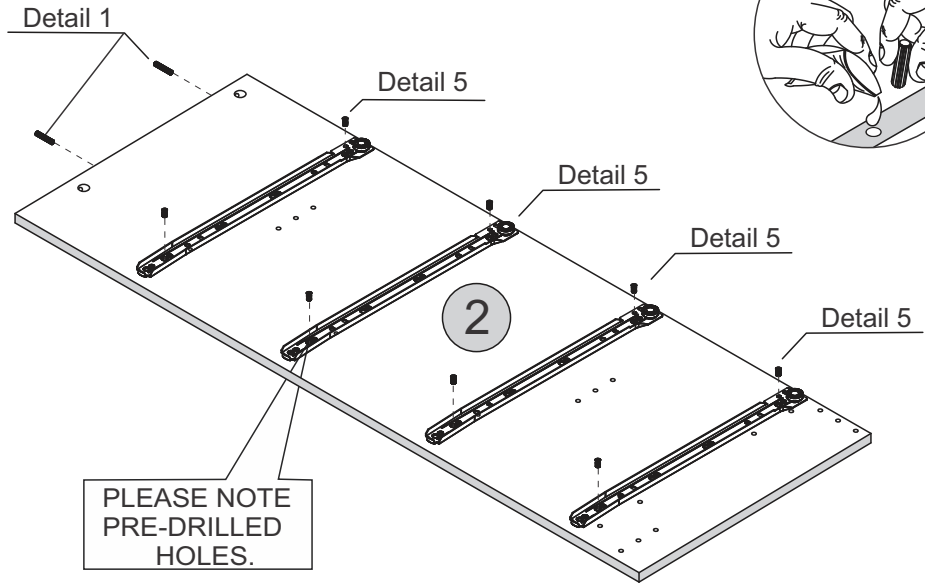 Detail 1
Detail 5
Detail 5
Detail 5
Detail 5
2
PLEASE NOTE
PRE-DRILLED
HOLES.